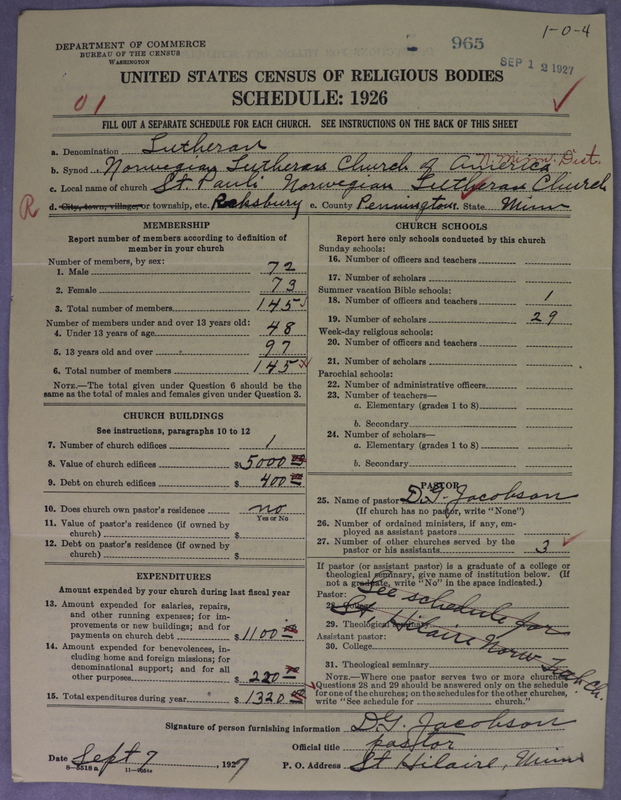 1-0-4
DEPARTMENT OF COMMERCE
BUREAU OF THE CENSUS
WASHINGTON
965
SEP 12 1927
UNITED STATES CENSUS OF RELIGIOUS BODIES
SCHEDULE: 1926
01
FILL OUT A SEPARATE SCHEDULE FOR EACH CHURCH. SEE INSTRUCTIONS ON THE BACK OF THIS SHEET
a. Denomination Lutheran
b. Synod Norwegian Lutheran Church of America N. Minn. Dist.
c. Local name of church St. Pauli Norwegian Lutheran Church
R
d. City, town, village, or township, etc. Rocksbury e. County Pennington f. State Minn
MEMBERSHIP
Report number of members according to definition of
member in your church
Number of members, by sex:
1. Male 72
2. Female 73
3. Total number of members 145
Number of members under and over 13 years old:
4. Under 13 years of age 48
5. 13 years old and over 97
6. Total number of members 145
NOTE.—The total given under Question 6 should be
same as the total of males and females given under Question 3.
CHURCH BUILDINGS
See instructions, paragraphs 10 to 12
7. Number of church edifices 1
8. Value of church edifices $5000
9. Debt on church edifices $400
10. Does church own pastor's residence no
Yes or No
11. Value of pastor's residence (if owned by
church) $
12. Debt on pastor's residence (if owned by
church) $
EXPENDITURES
Amount expended by your church during last fiscal year
13. Amount expended for salaries, repairs,
and other running expenses; for im-
provements or new buildings; and for
payments on church debt $1100
14. Amount expended for benevolences, in-
cluding home and foreign missions; for
denominational support; and for all
other purposes $220
15. Total expenditures during year $1320
CHURCH SCHOOLS
Report here only schools conducted by this church
Sunday schools:
16. Number of officers and teachers
17. Number of scholars
Summer vacation Bible schools:
18. Number of officers and teachers 1
19. Number of scholars 29
Week-day religious schools:
20. Number of officers and teachers
21. Number of scholars
Parochial schools:
22. Number of administrative officers
23. Number of teachers—
a. Elementary (grades 1 to 8)
b. Secondary
24. Number of scholars—
a. Elementary (grades 1 to 8)
b. Secondary
PASTOR
25. Name of pastor D. G. Jacobson
(If church has no pastor, write "None")
26. Number of ordained ministers, if any, em-
ployed as assistant pastors
27. Number of other churches served by the
pastor or his assistants 3
If pastor (or assistant pastor) is a graduate of a college or
theological seminary, give name of institution below. (If
not a graduate, write "No" in the space indicated.)
Pastor: See schedule for
28. College
29. Theological seminary St Hilaire Norw Luth. Ch.
Assistant pastor:
30. College
31. Theological seminary
NOTE.—Where one pastor serves two or more churches,
Questions 28 and 29 should be answered only on the schedule
for one of the churches; on the schedules for the other churches,
write "See schedule for church."
Signature of person furnishing information D. G. Jacobson
Official title pastor
Date Sept 7, 1927 P. O. Address St Hilaire, Minn